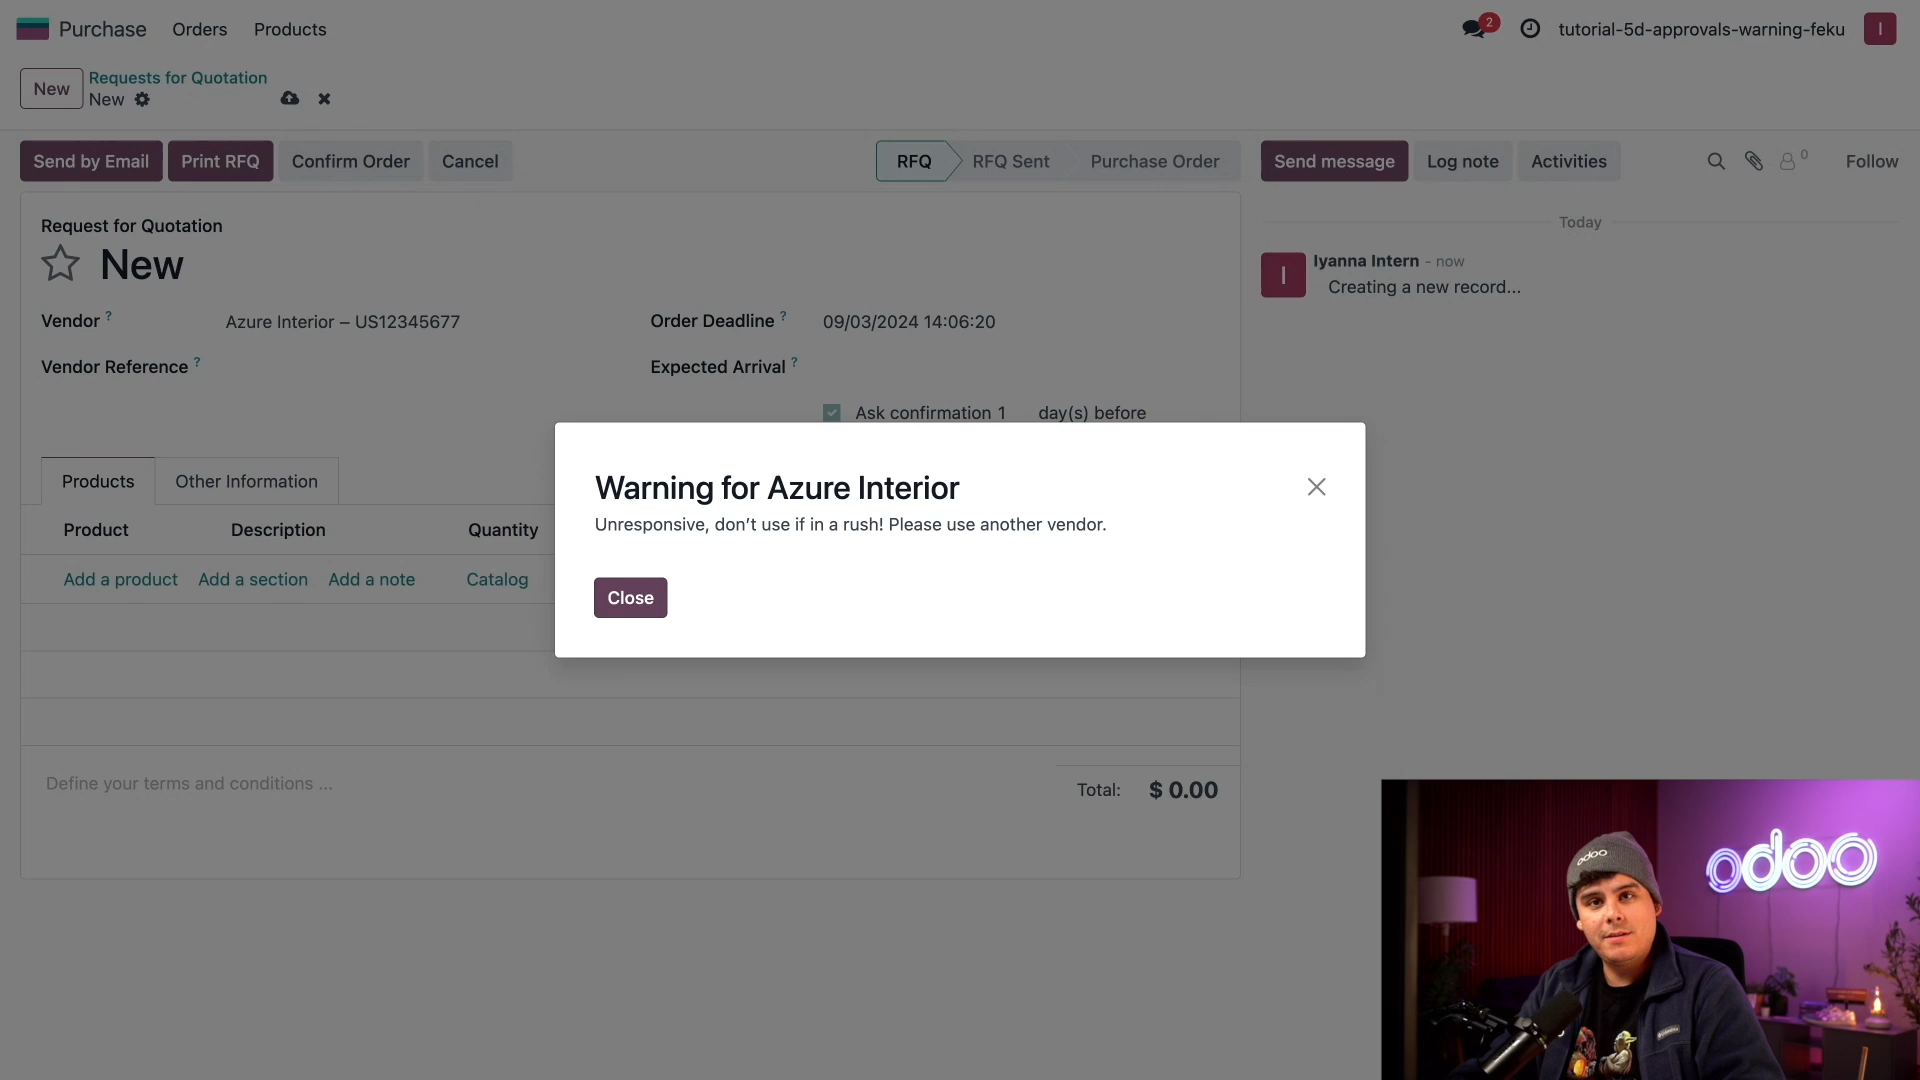 Purchase Orders Products
2
tutorial-5d-approvals-warning-feku
I
New
Requests for Quotation
New
Send by Email Print RFQ Confirm Order Cancel
RFQ RFQ Sent Purchase Order
Send message Log note Activities
0
Follow
Request for Quotation
New
Vendor ? Azure Interior – US12345677
Order Deadline ? 09/03/2024 14:06:20
Vendor Reference ?
Expected Arrival ?
Ask confirmation 1 day(s) before
Today
I
Iyanna Intern - now
Creating a new record...
Products Other Information
Product Description Quantity
Add a product Add a section Add a note Catalog
Warning for Azure Interior
Unresponsive, don't use if in a rush! Please use another vendor.
Close
Define your terms and conditions ...
Total: $ 0.00
odoo
odoo